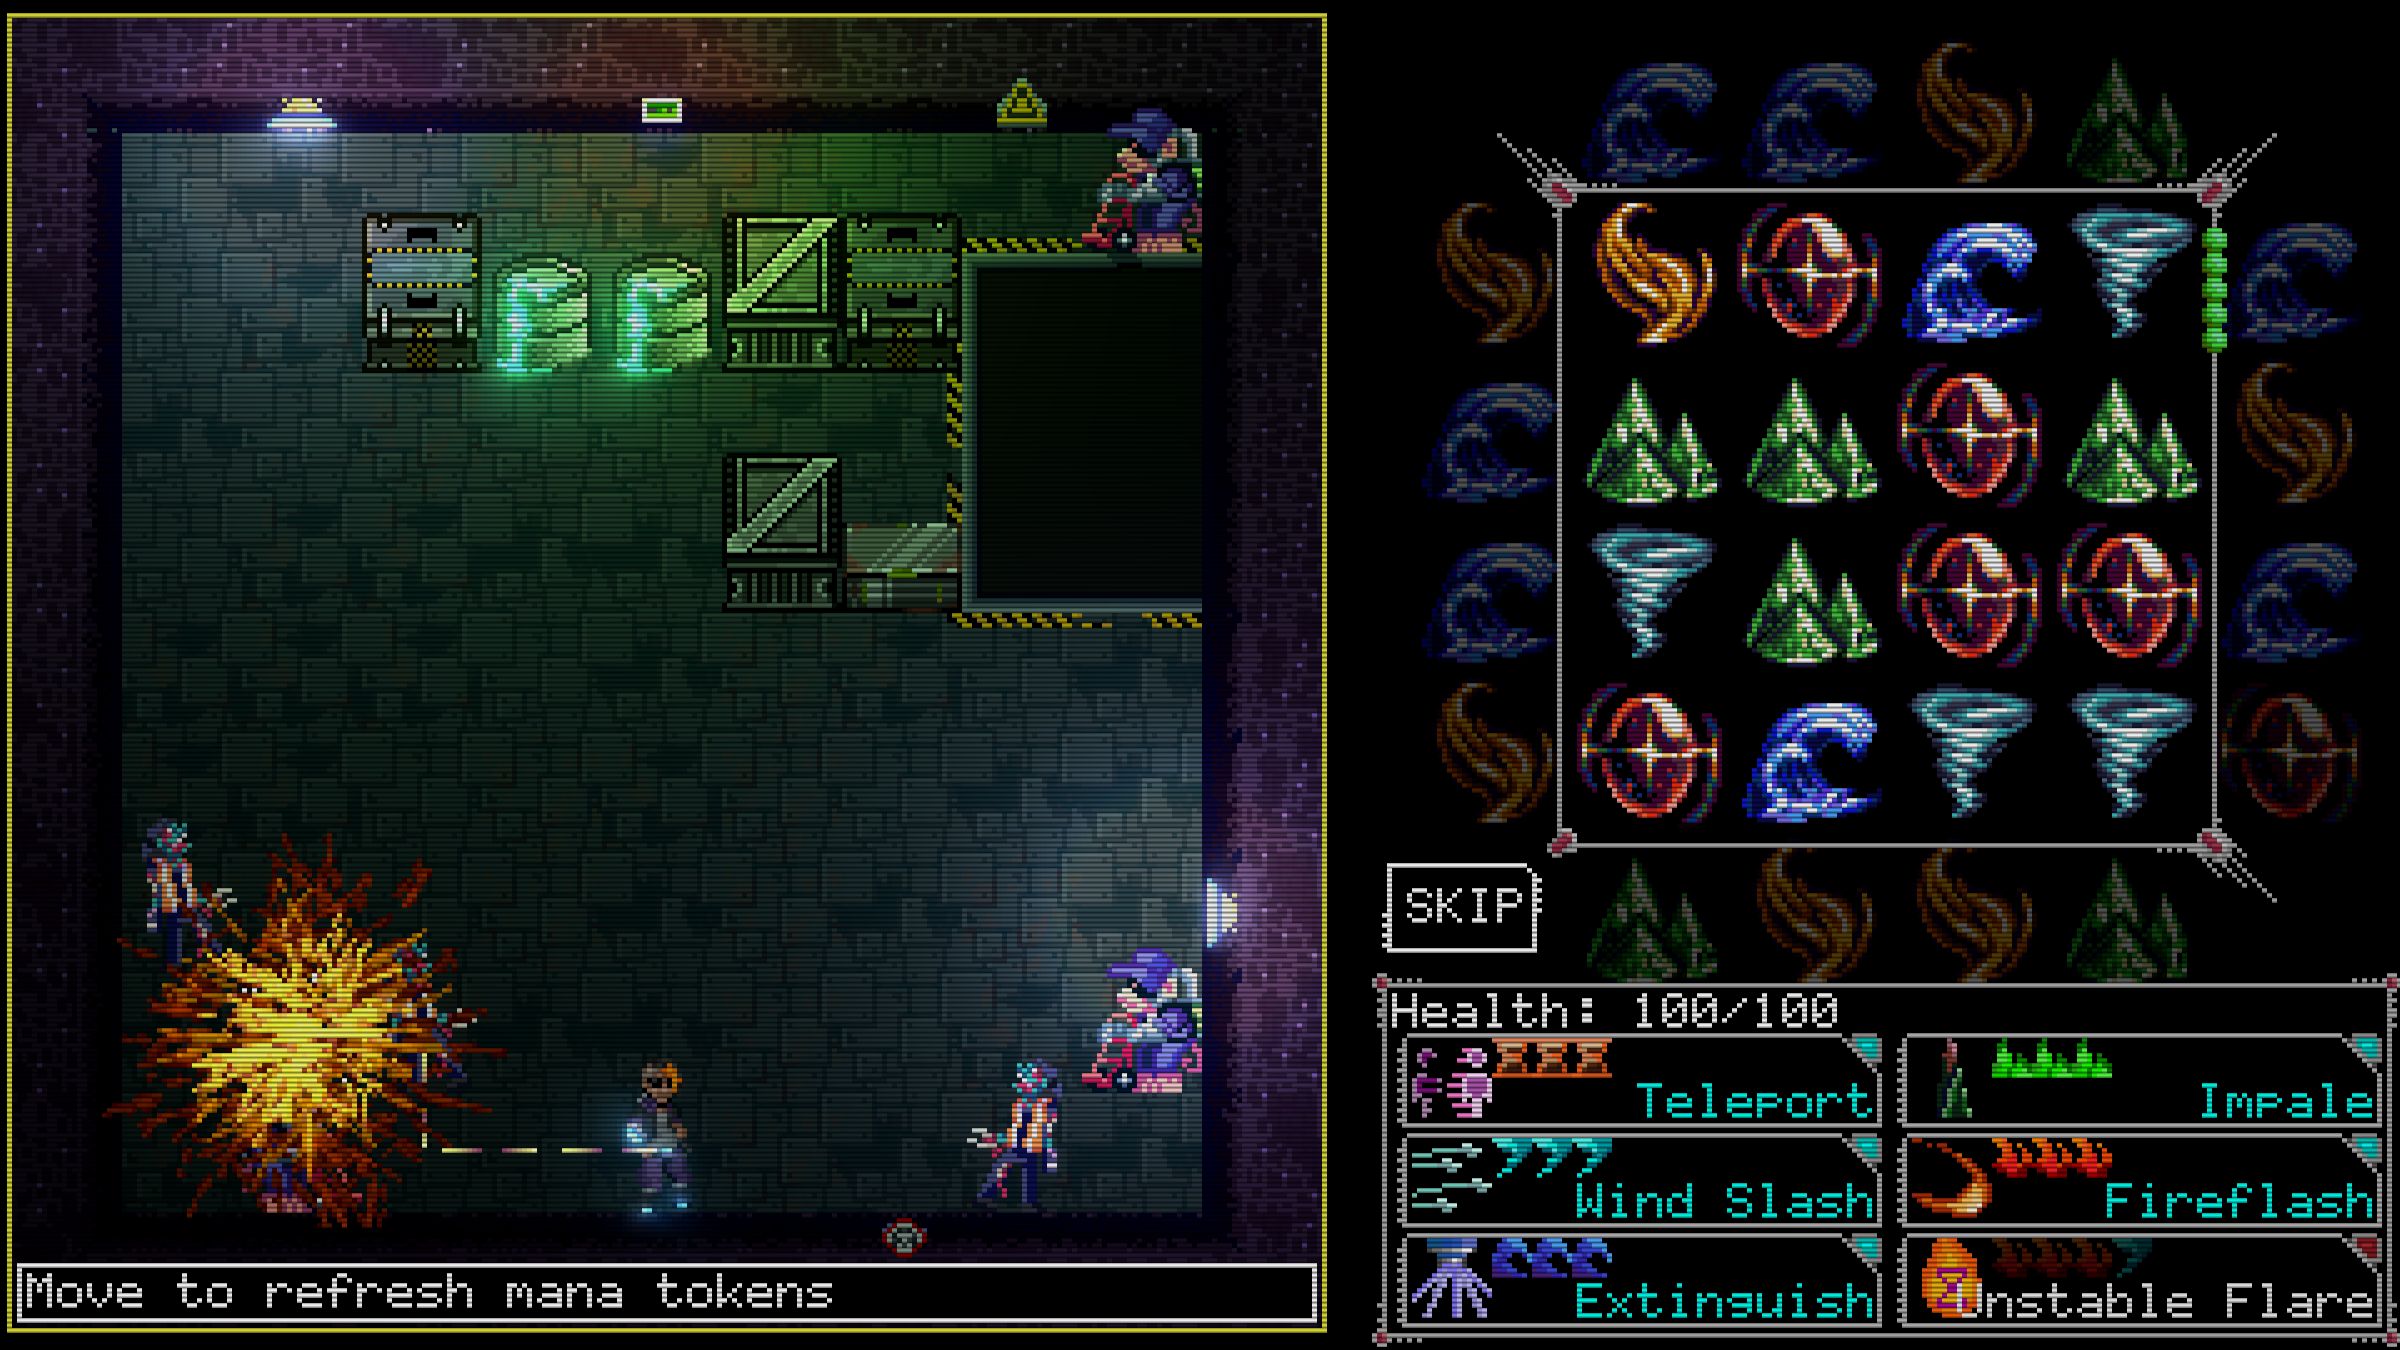 SKIP
Health: 100/100
Teleport
Impale
Wind Slash
Fireflash
Extinguish
Unstable Flare
Move to refresh mana tokens